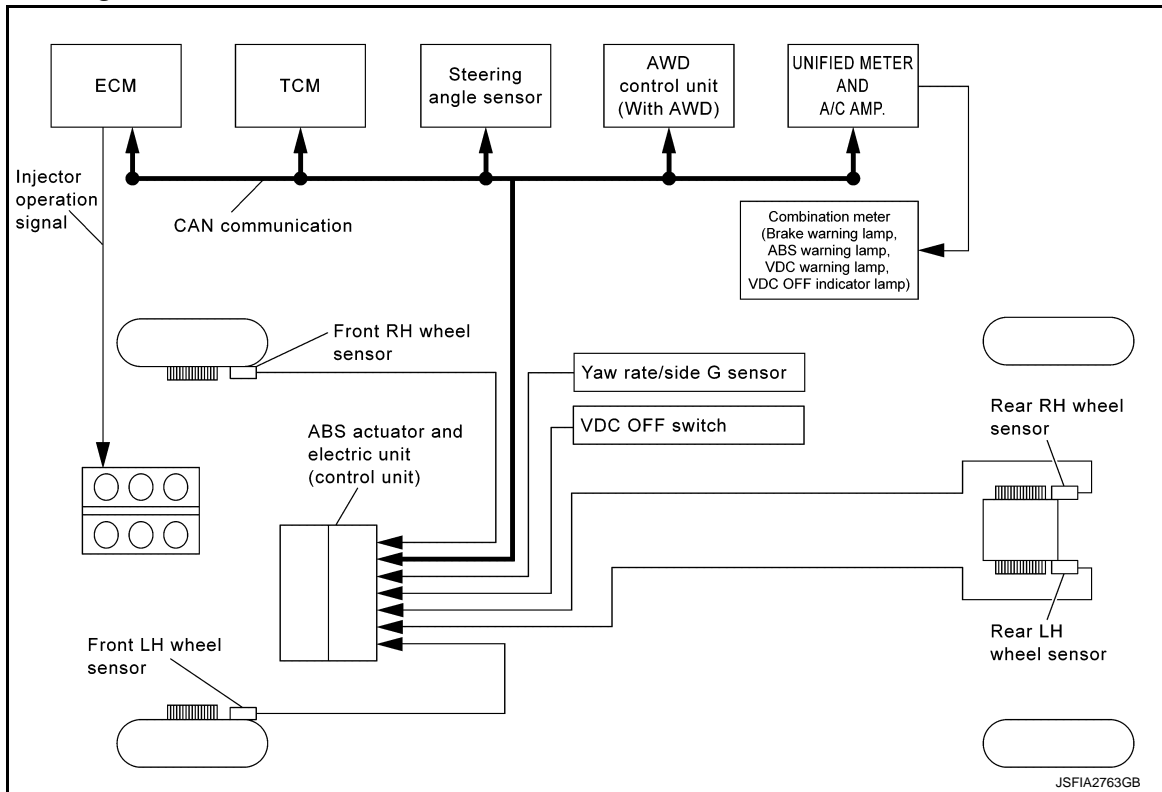 ECM
TCM
Steering
angle sensor
AWD
control unit
(With AWD)
UNIFIED METER
AND
A/C AMP.
Injector
operation
signal
CAN communication
Combination meter
(Brake warning lamp,
ABS warning lamp,
VDC warning lamp,
VDC OFF indicator lamp)
Front RH wheel
sensor
Yaw rate/side G sensor
VDC OFF switch
Rear RH wheel
sensor
ABS actuator and
electric unit
(control unit)
Front LH wheel
sensor
Rear LH
wheel sensor
JSFIA2763GB